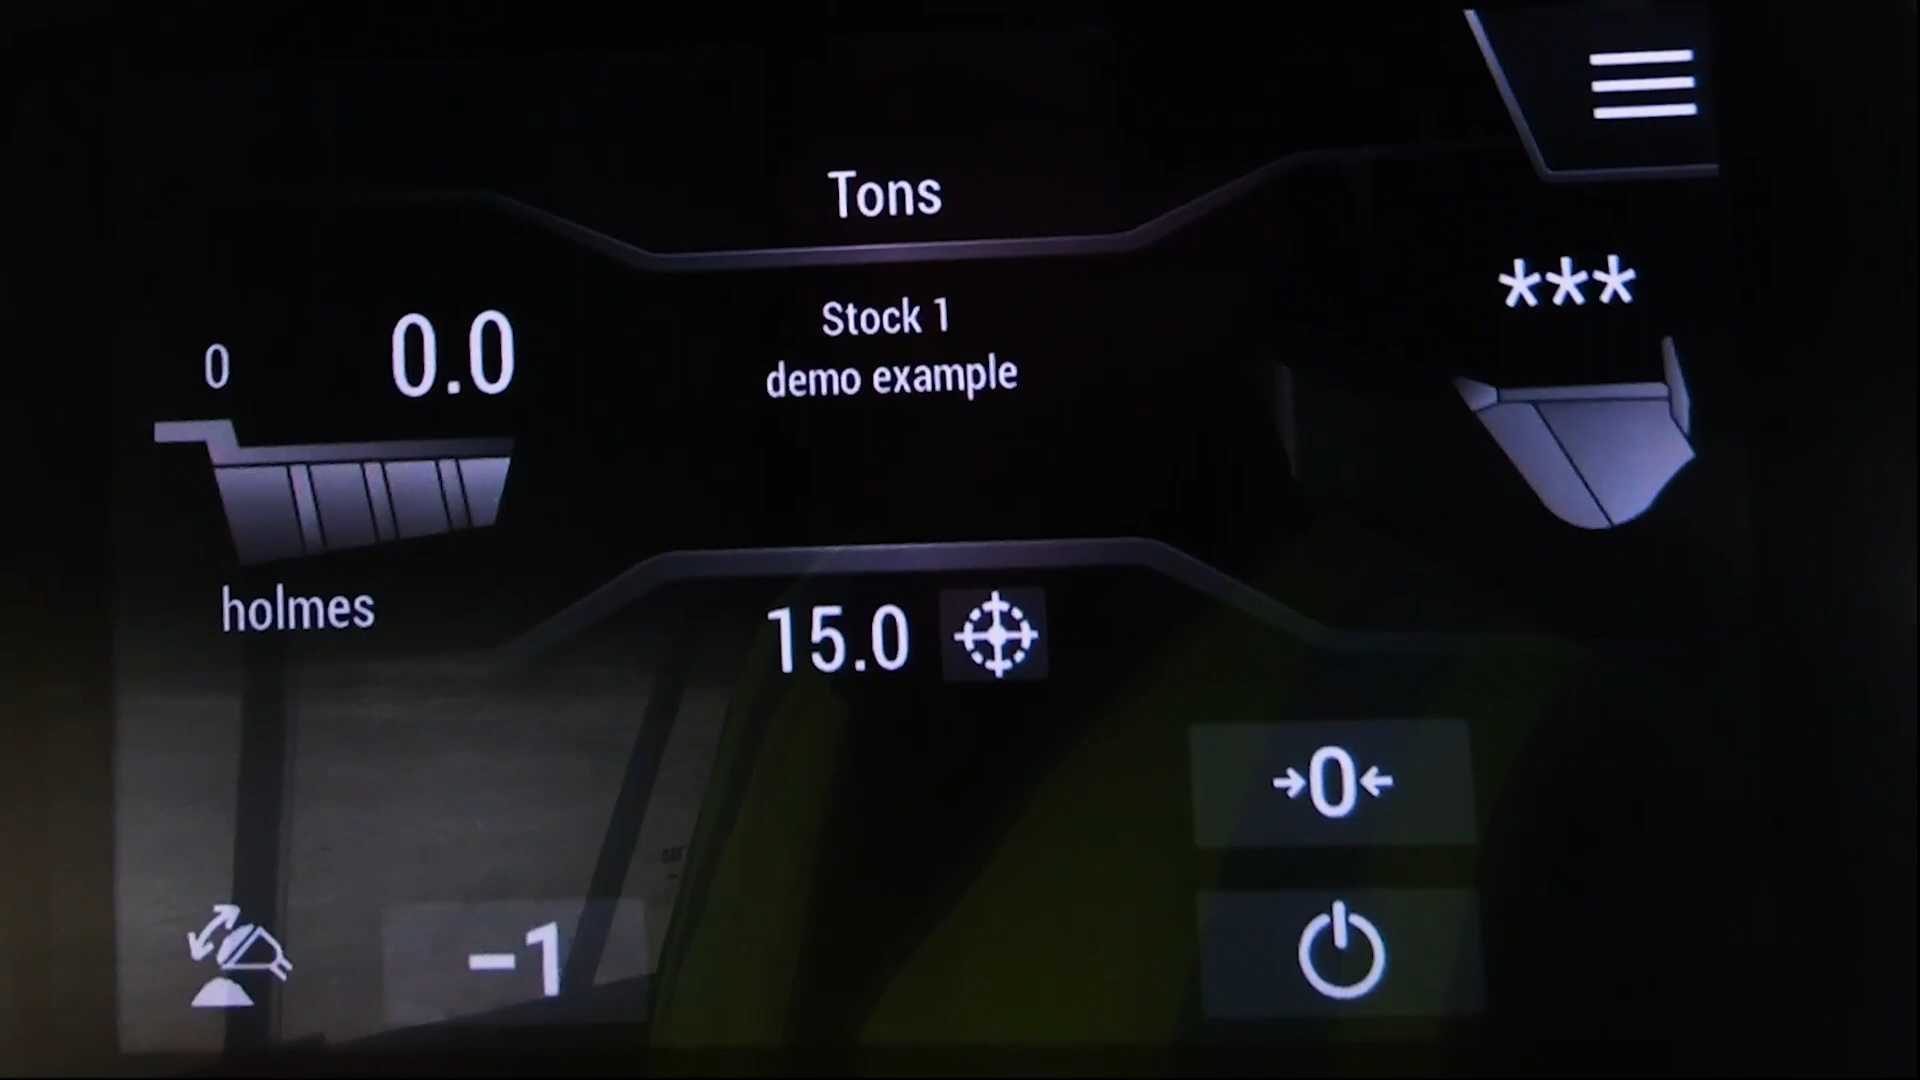 Tons
***
Stock 1
0 0.0
demo example
holmes
15.0
→0←
-1